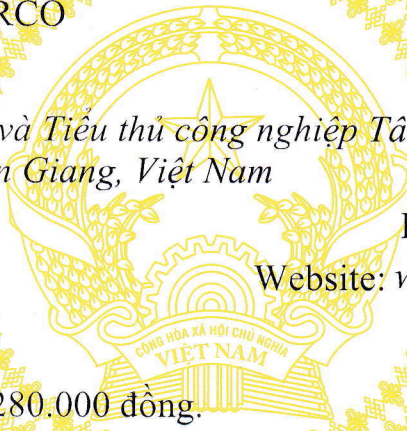 RCO
và Tiểu thủ công nghiệp Tâ
n Giang, Việt Nam
Website:
CỘNG HÒA XÃ HỘI CHỦ NGHĨA
VIỆT NAM
280.000 đồng.